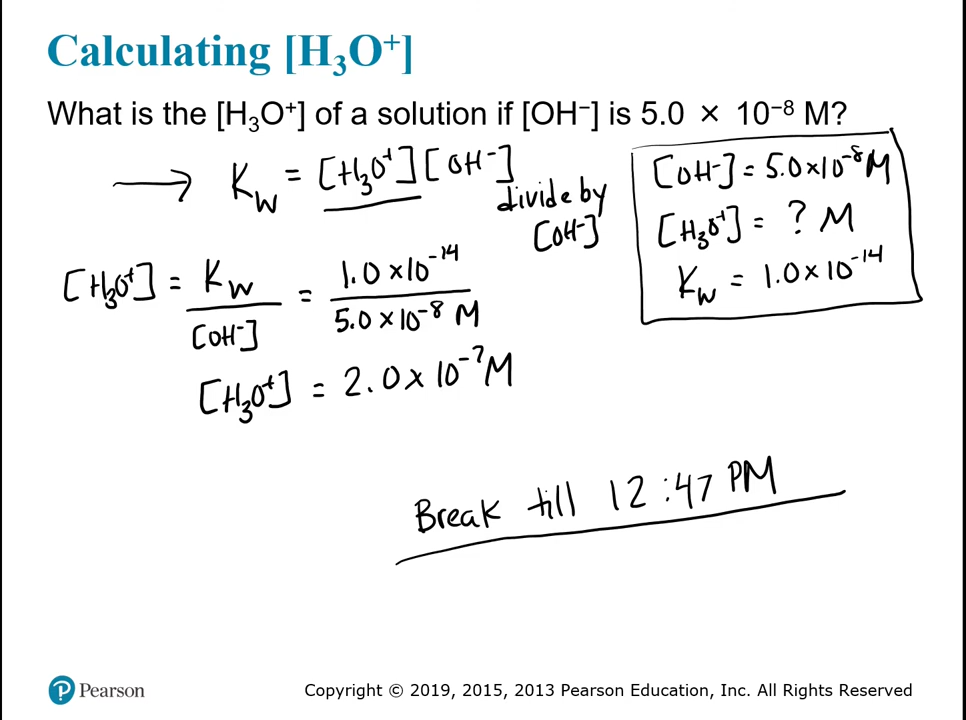 Calculating [H₃O⁺]
What is the [H₃O⁺] of a solution if [OH⁻] is 5.0 × 10⁻⁸ M?
→ Kw = [H₃O⁺][OH⁻]
divide by
[OH⁻]
[OH⁻] = 5.0×10⁻⁸ M
[H₃O⁺] = ? M
Kw = 1.0×10⁻¹⁴
[H₃O⁺] = Kw / [OH⁻] = 1.0×10⁻¹⁴ / 5.0×10⁻⁸ M
[H₃O⁺] = 2.0×10⁻⁷ M
Break till 12:47 PM
P Pearson
Copyright © 2019, 2015, 2013 Pearson Education, Inc. All Rights Reserved